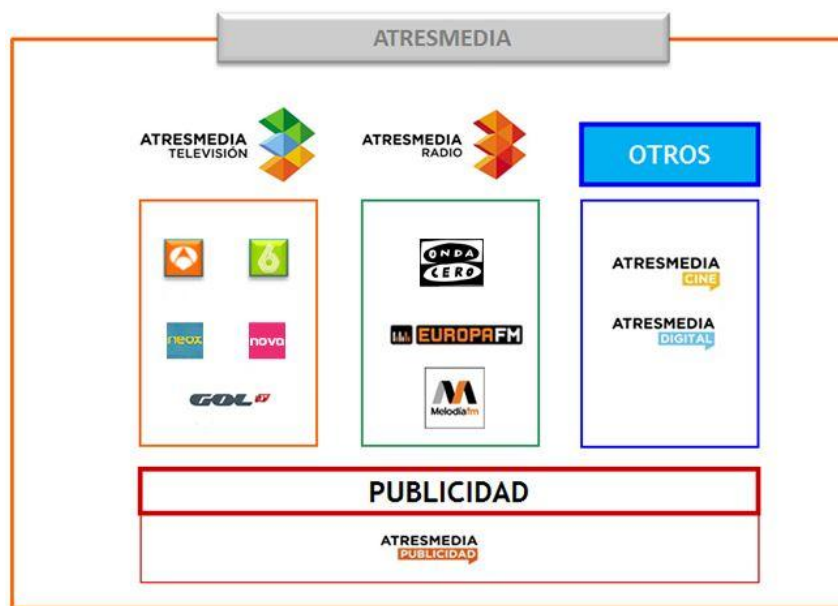 ATRESMEDIA
ATRESMEDIA
TELEVISIÓN
ATRESMEDIA
RADIO
OTROS
6
neox
nova
GOL
ONDA
CERO
EUROPAFM
Melodíafm
ATRESMEDIA
CINE
ATRESMEDIA
DIGITAL
PUBLICIDAD
ATRESMEDIA
PUBLICIDAD